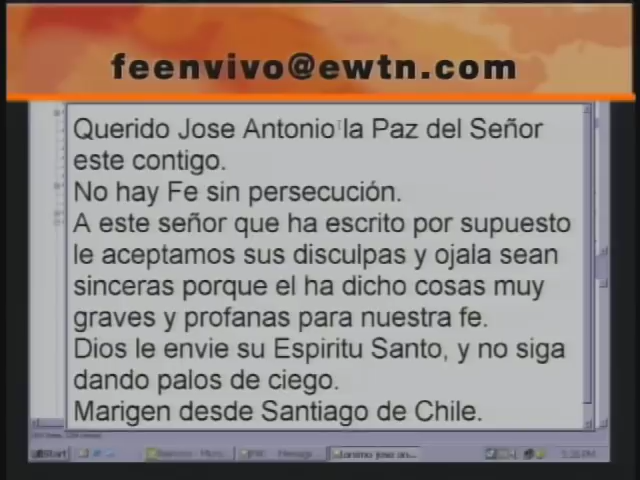 feenvivo@ewtn.com
Querido Jose Antonio la Paz del Señor
este contigo.
No hay Fe sin persecución.
A este señor que ha escrito por supuesto
le aceptamos sus disculpas y ojala sean
sinceras porque el ha dicho cosas muy
graves y profanas para nuestra fe.
Dios le envie su Espiritu Santo, y no siga
dando palos de ciego.
Marigen desde Santiago de Chile.
Start